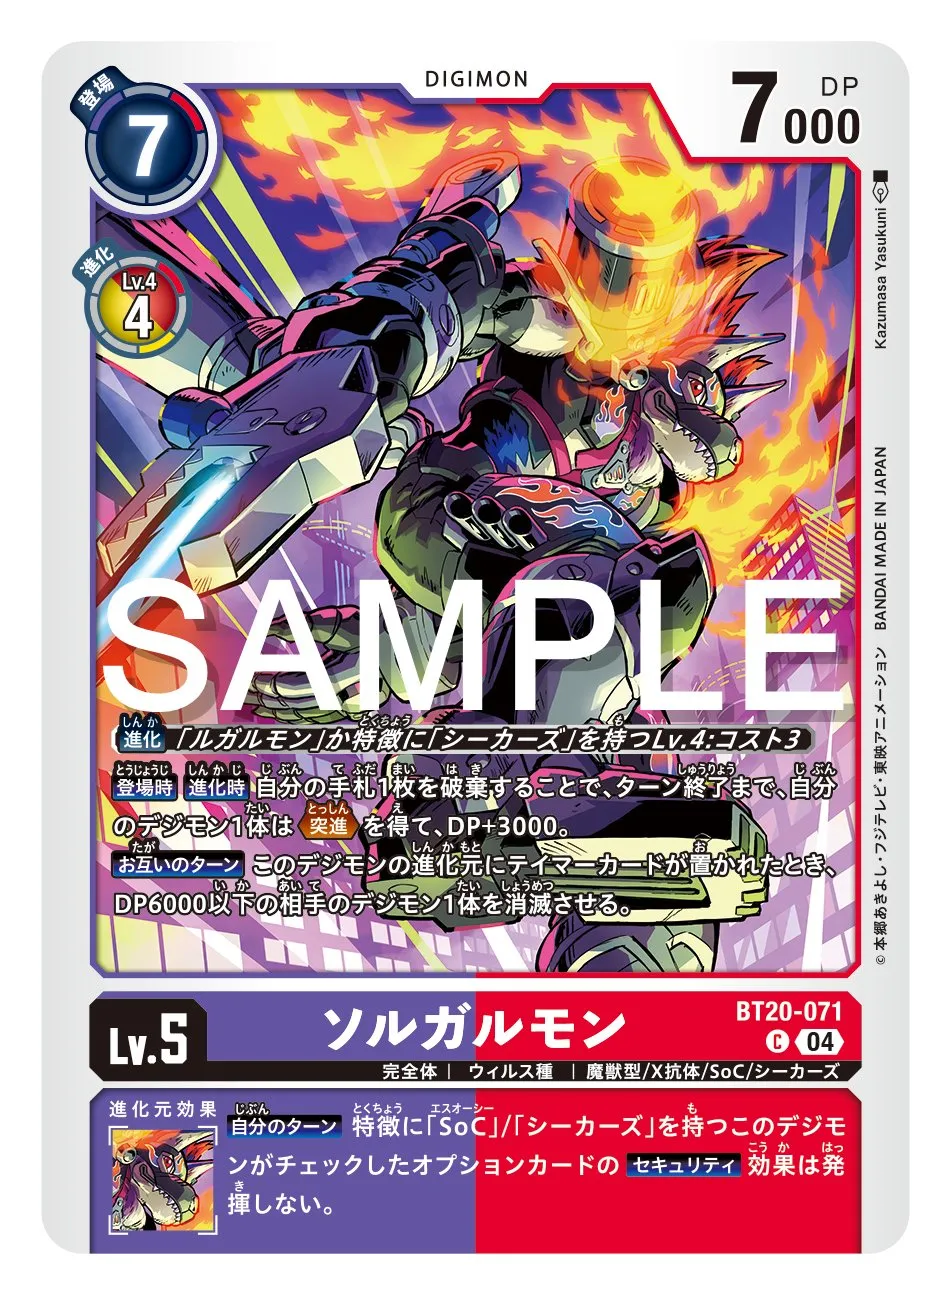 DIGIMON
登場
7
DP
7000
進化
Lv.4
4
Kazumasa Yasukuni
SAMPLE
進化 「ルガルモン」か特徴に「シーカーズ」を持つLv.4:コスト3
登場時 進化時 自分の手札1枚を破棄することで、ターン終了まで、自分
のデジモン1体は 突進 を得て、DP+3000。
お互いのターン このデジモンの進化元にテイマーカードが置かれたとき、
DP6000以下の相手のデジモン1体を消滅させる。
©本郷あきよし・フジテレビ・東映アニメーション BANDAI MADE IN JAPAN
Lv.5
ソルガルモン
BT20-071
C 04
完全体 | ウィルス種 | 魔獣型/X抗体/SoC/シーカーズ
進化元効果
自分のターン 特徴に「SoC」/「シーカーズ」を持つこのデジモ
ンがチェックしたオプションカードの セキュリティ 効果は発
揮しない。